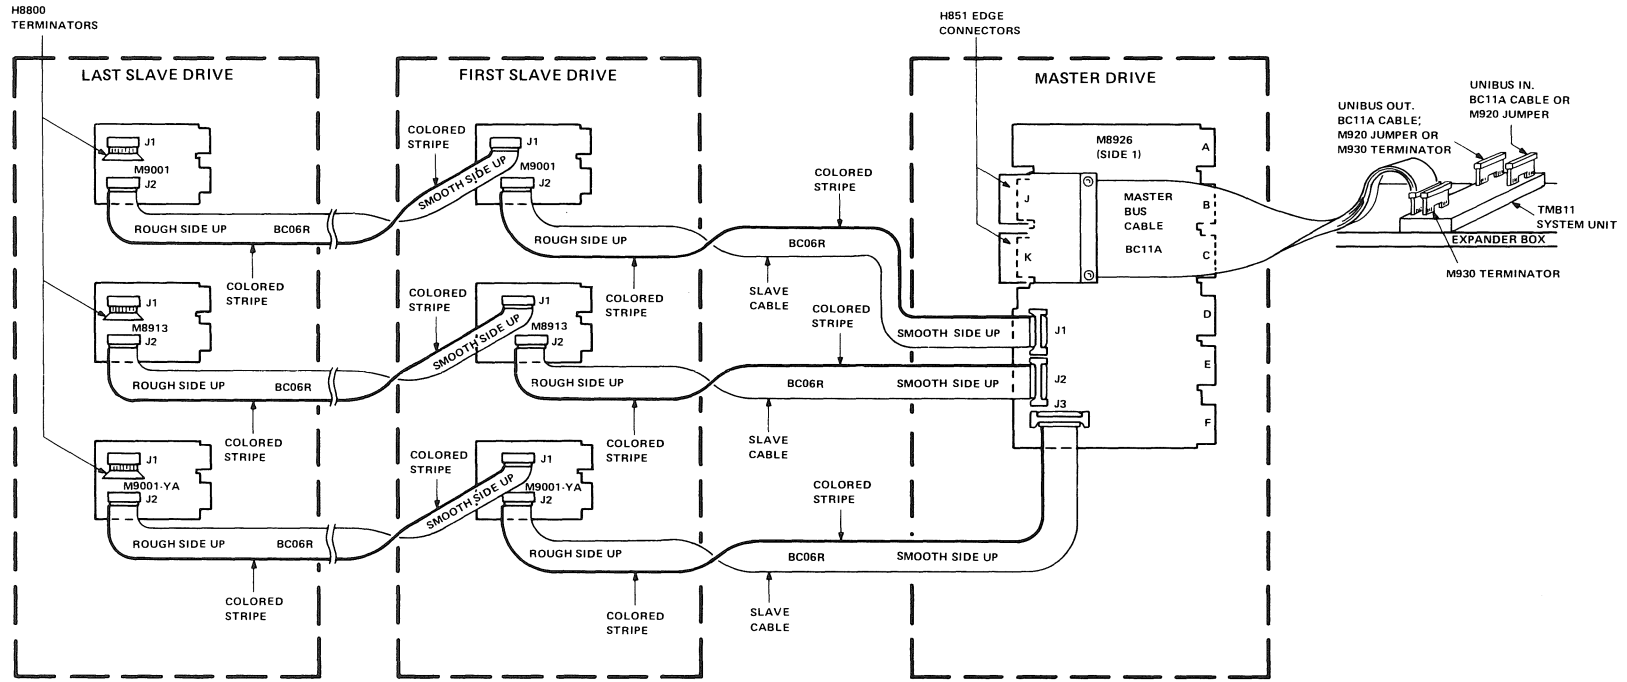 H8800
TERMINATORS
LAST SLAVE DRIVE
J1
M9001
J2
ROUGH SIDE UP
BC06R
COLORED
STRIPE
J1
M8913
J2
ROUGH SIDE UP
BC06R
COLORED
STRIPE
J1
M9001-YA
J2
ROUGH SIDE UP
BC06R
COLORED
STRIPE
FIRST SLAVE DRIVE
COLORED
STRIPE
J1
SMOOTH SIDE UP
M9001
J2
ROUGH SIDE UP
COLORED
STRIPE
COLORED
STRIPE
J1
SMOOTH SIDE UP
M8913
J2
ROUGH SIDE UP
COLORED
STRIPE
COLORED
STRIPE
J1
SMOOTH SIDE UP
M9001-YA
J2
ROUGH SIDE UP
COLORED
STRIPE
COLORED
STRIPE
BC06R
SLAVE
CABLE
COLORED
STRIPE
BC06R
SLAVE
CABLE
COLORED
STRIPE
BC06R
SLAVE
CABLE
H851 EDGE
CONNECTORS
MASTER DRIVE
M8926
(SIDE 1)
A
J
K
MASTER
BUS
CABLE
BC11A
B
C
D
E
F
SMOOTH SIDE UP
J1
SMOOTH SIDE UP
J2
J3
SMOOTH SIDE UP
UNIBUS OUT.
BC11A CABLE;
M920 JUMPER OR
M930 TERMINATOR
UNIBUS IN.
BC11A CABLE OR
M920 JUMPER
TMB11
SYSTEM UNIT
EXPANDER BOX
M930 TERMINATOR